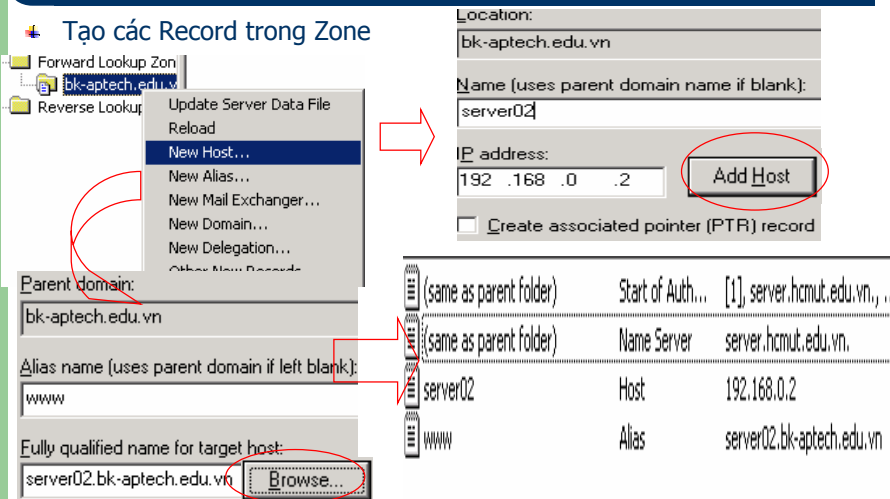 Tạo các Record trong Zone
Forward Lookup Zon
bk-aptech.edu.v
Reverse Lookup
Update Server Data File
Reload
New Host...
New Alias...
New Mail Exchanger...
New Domain...
New Delegation...
Other New Records
Location:
bk-aptech.edu.vn
Name (uses parent domain name if blank):
server02
IP address:
192 .168 .0 .2
Add Host
Create associated pointer (PTR) record
Parent domain:
bk-aptech.edu.vn
Alias name (uses parent domain if left blank):
www
Fully qualified name for target host:
server02.bk-aptech.edu.vn
Browse...
(same as parent folder) Start of Auth... [1], server.hcmut.edu.vn., ..
(same as parent folder) Name Server server.hcmut.edu.vn.
server02 Host 192.168.0.2
www Alias server02.bk-aptech.edu.vn